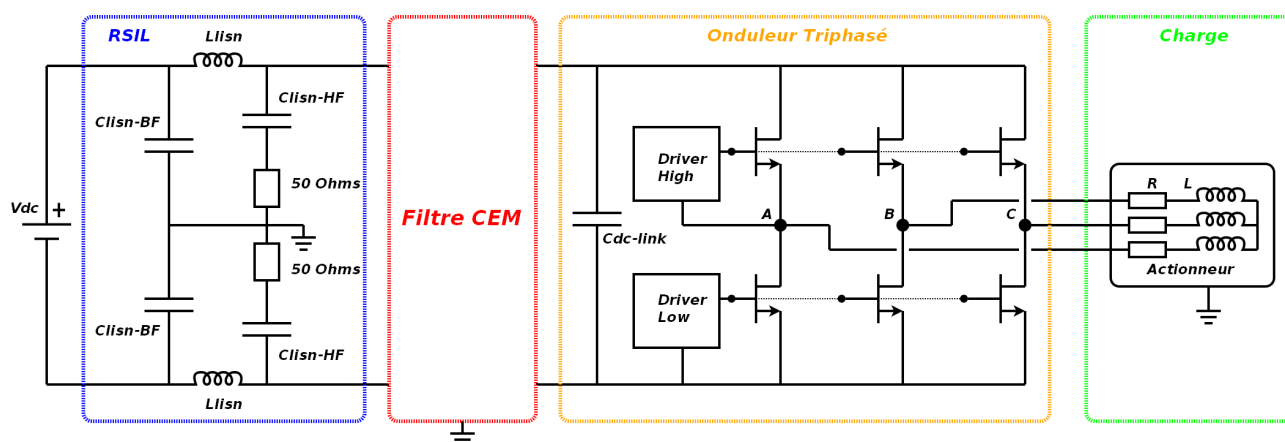 RSIL
Llisn
Clisn-HF
Clisn-BF
50 Ohms
Vdc
+
50 Ohms
Clisn-BF
Clisn-HF
Llisn
Filtre CEM
Onduleur Triphasé
Driver
High
A
B
C
Cdc-link
Driver
Low
Charge
R
L
Actionneur